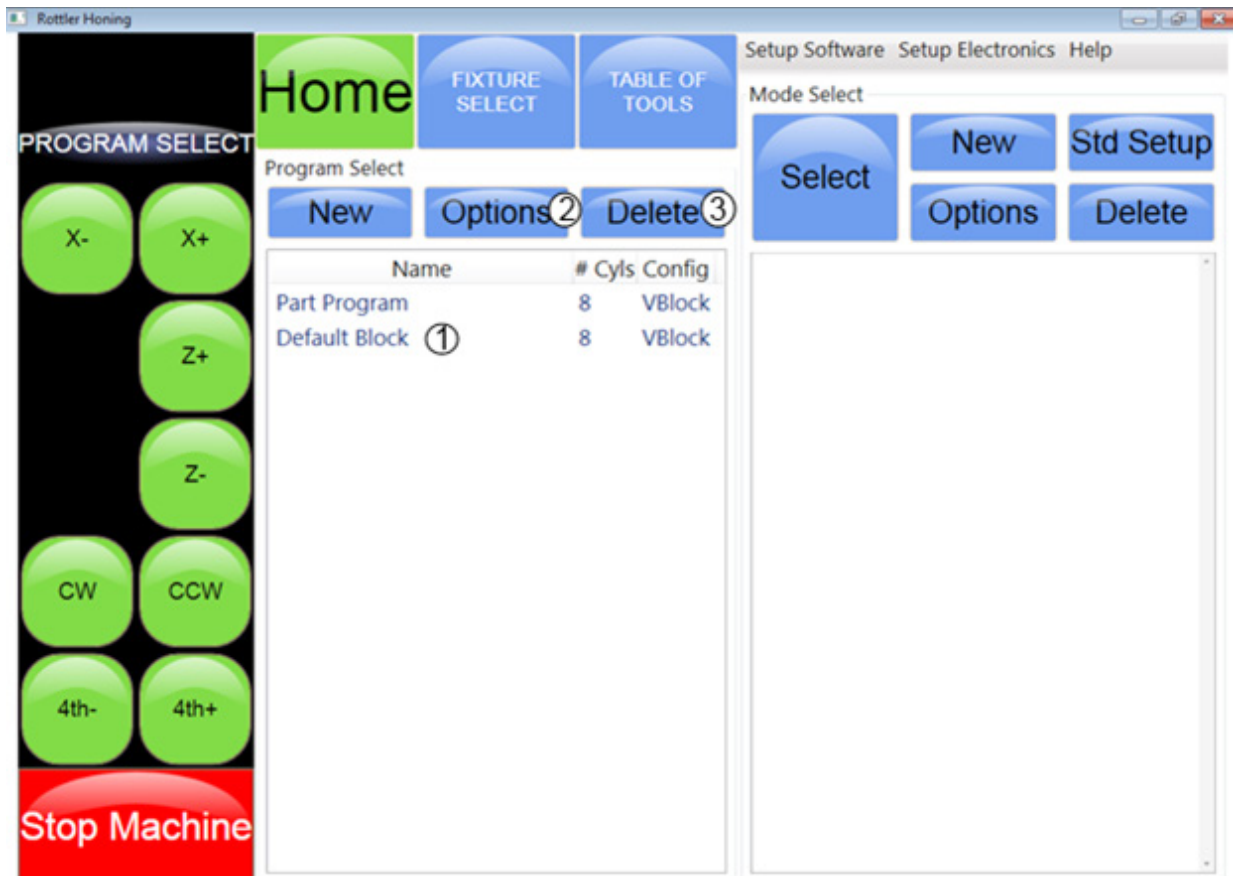 Rottler Honing
PROGRAM SELECT
X-
X+
Z+
Z-
CW
CCW
4th-
4th+
Stop Machine
Home
FIXTURE
SELECT
TABLE OF
TOOLS
Program Select
New
Options ②
Delete ③
Name # Cyls Config
Part Program 8 VBlock
Default Block ① 8 VBlock
Setup Software Setup Electronics Help
Mode Select
Select
New
Std Setup
Options
Delete